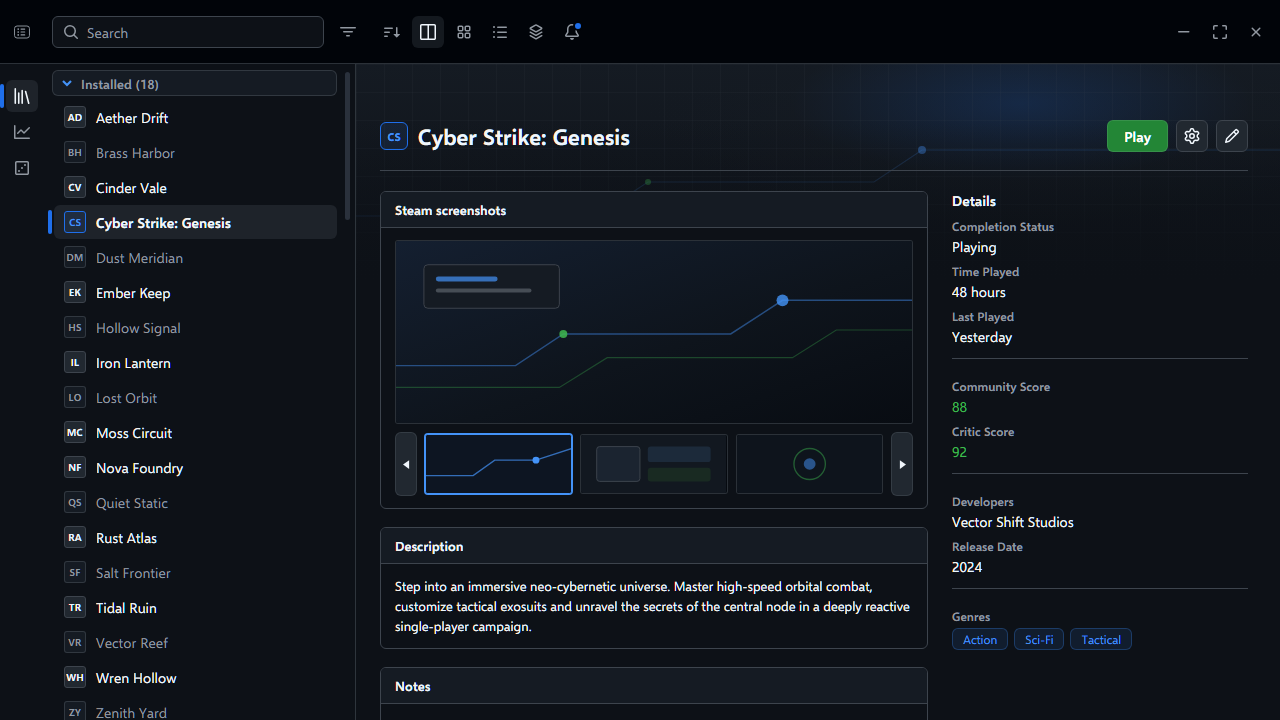 Search
Installed (18)
AD Aether Drift
BH Brass Harbor
CV Cinder Vale
CS Cyber Strike: Genesis
DM Dust Meridian
EK Ember Keep
HS Hollow Signal
IL Iron Lantern
LO Lost Orbit
MC Moss Circuit
NF Nova Foundry
QS Quiet Static
RA Rust Atlas
SF Salt Frontier
TR Tidal Ruin
VR Vector Reef
WH Wren Hollow
ZY Zenith Yard
CS Cyber Strike: Genesis
Play
Steam screenshots
Description
Step into an immersive neo-cybernetic universe. Master high-speed orbital combat,
customize tactical exosuits and unravel the secrets of the central node in a deeply reactive
single-player campaign.
Notes
Details
Completion Status
Playing
Time Played
48 hours
Last Played
Yesterday
Community Score
88
Critic Score
92
Developers
Vector Shift Studios
Release Date
2024
Genres
Action Sci-Fi Tactical